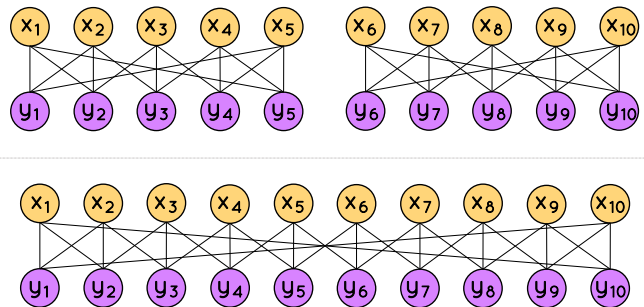 x₁ x₂ x₃ x₄ x₅ x₆ x₇ x₈ x₉ x₁₀
y₁ y₂ y₃ y₄ y₅ y₆ y₇ y₈ y₉ y₁₀
x₁ x₂ x₃ x₄ x₅ x₆ x₇ x₈ x₉ x₁₀
y₁ y₂ y₃ y₄ y₅ y₆ y₇ y₈ y₉ y₁₀